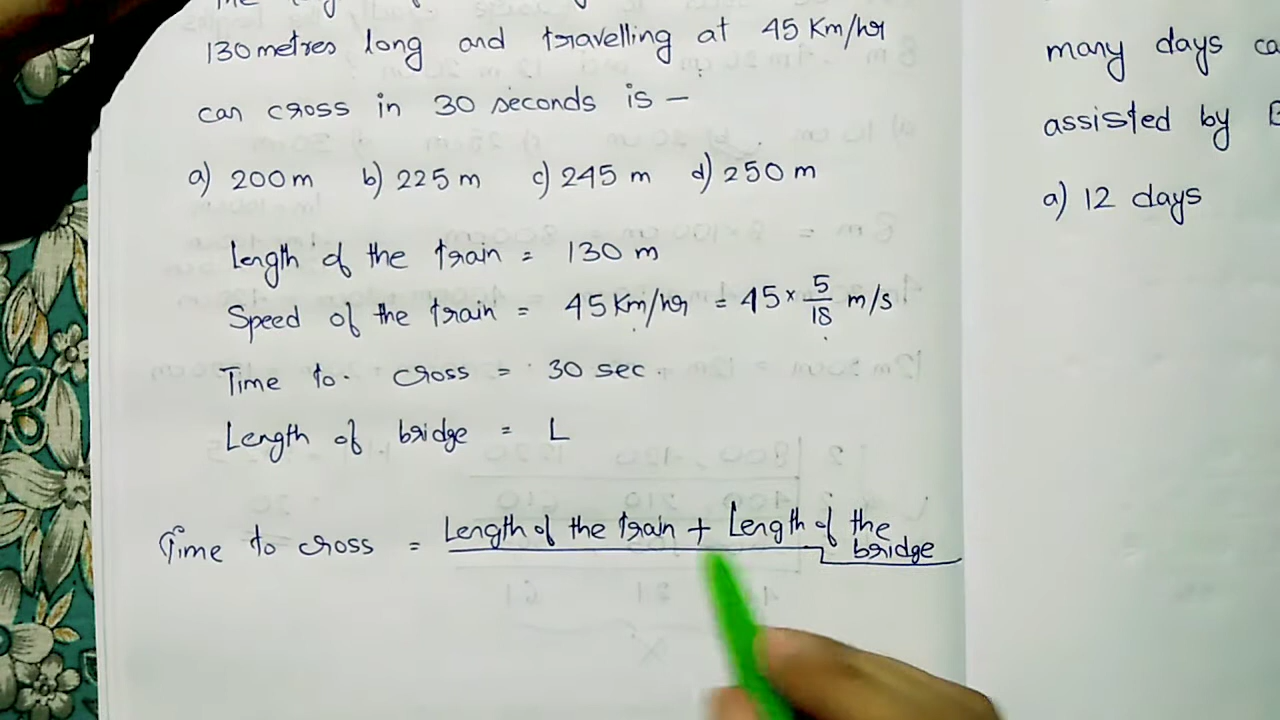 130 metres long and travelling at 45 Km/hr
can cross in 30 seconds is –
a) 200 m b) 225 m c) 245 m d) 250 m
Length of the train = 130 m
Speed of the train = 45 Km/hr = 45 × 5/18 m/s
Time to cross = 30 sec.
Length of bridge = L
Time to cross = Length of the train + Length of the bridge
many days
assisted by
a) 12 days